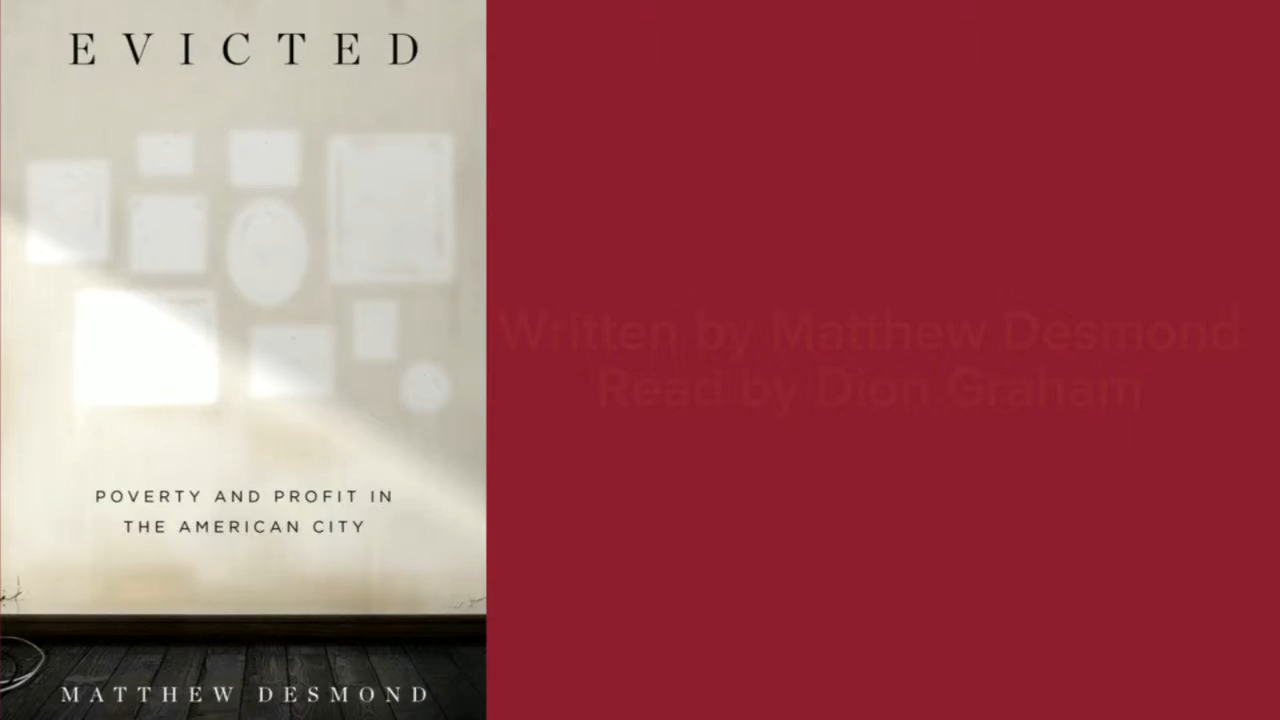 EVICTED
POVERTY AND PROFIT IN
THE AMERICAN CITY
MATTHEW DESMOND
Written by Matthew Desmond
Read by Dion Graham